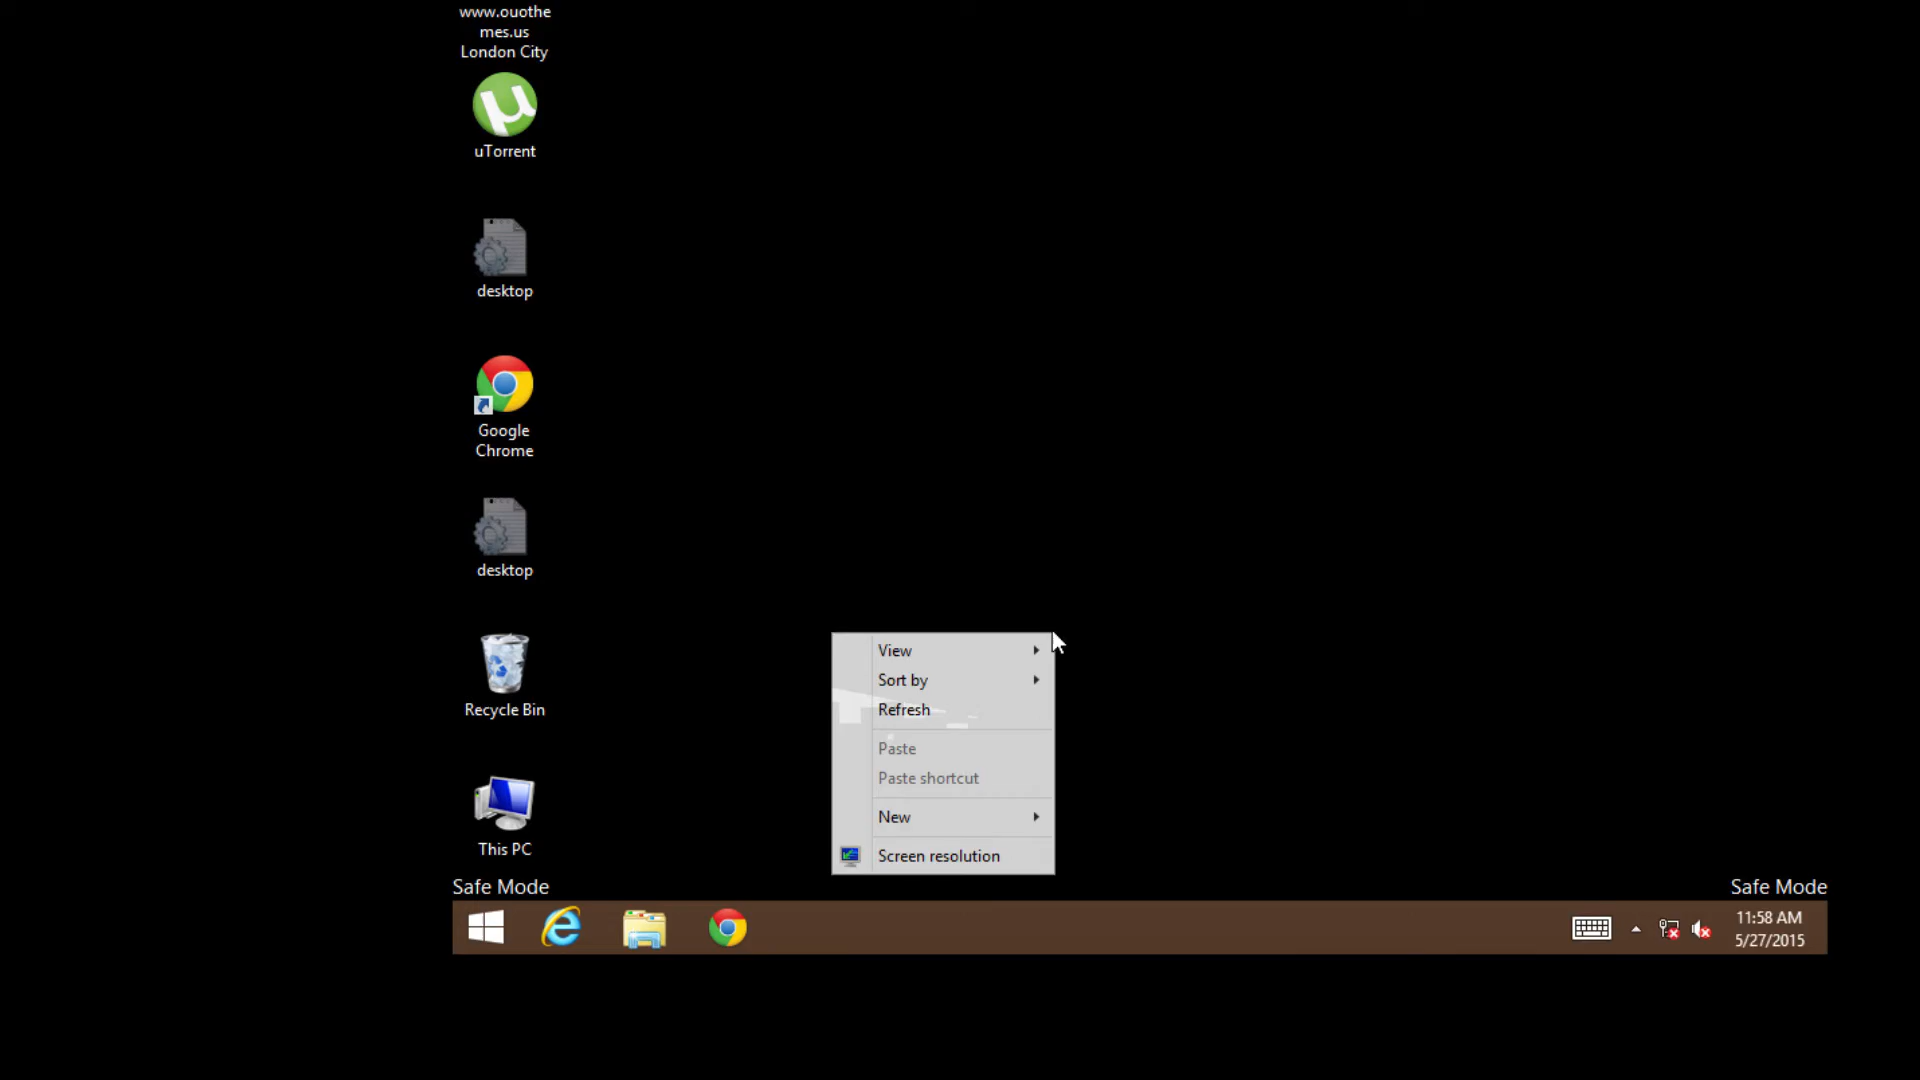 www.ouothe
mes.us
London City
uTorrent
desktop
Google
Chrome
desktop
Recycle Bin
This PC
View
Sort by
Refresh
Paste
Paste shortcut
New
Screen resolution
Safe Mode
Safe Mode
11:58 AM
5/27/2015